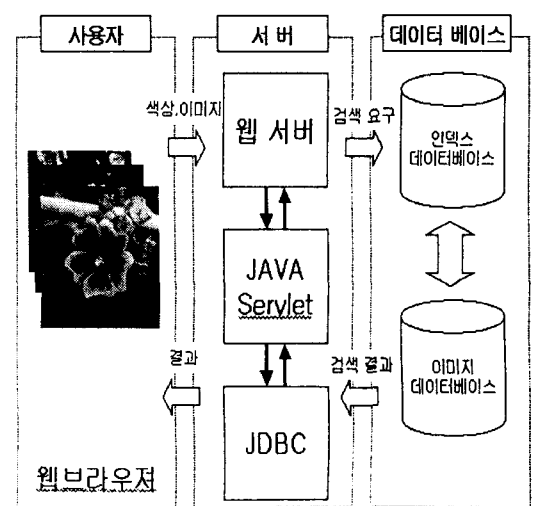 사용자
서 버
데이터 베이스
색상.이미지
웹 서버
검색 요구
인덱스
데이터베이스
JAVA
Servlet
결과
검색 결과
이미지
데이터베이스
JDBC
웹브라우저